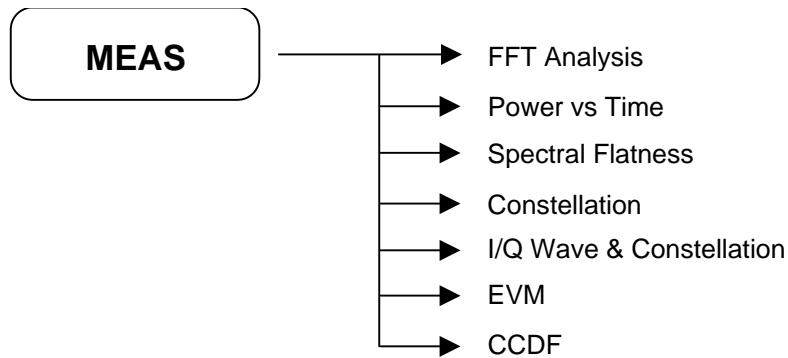 MEAS
FFT Analysis
Power vs Time
Spectral Flatness
Constellation
I/Q Wave & Constellation
EVM
CCDF